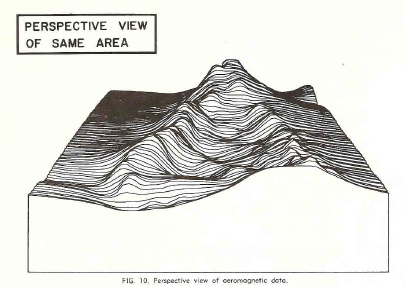 PERSPECTIVE VIEW
OF SAME AREA
FIG. 10. Perspective view of aeromagnetic data.